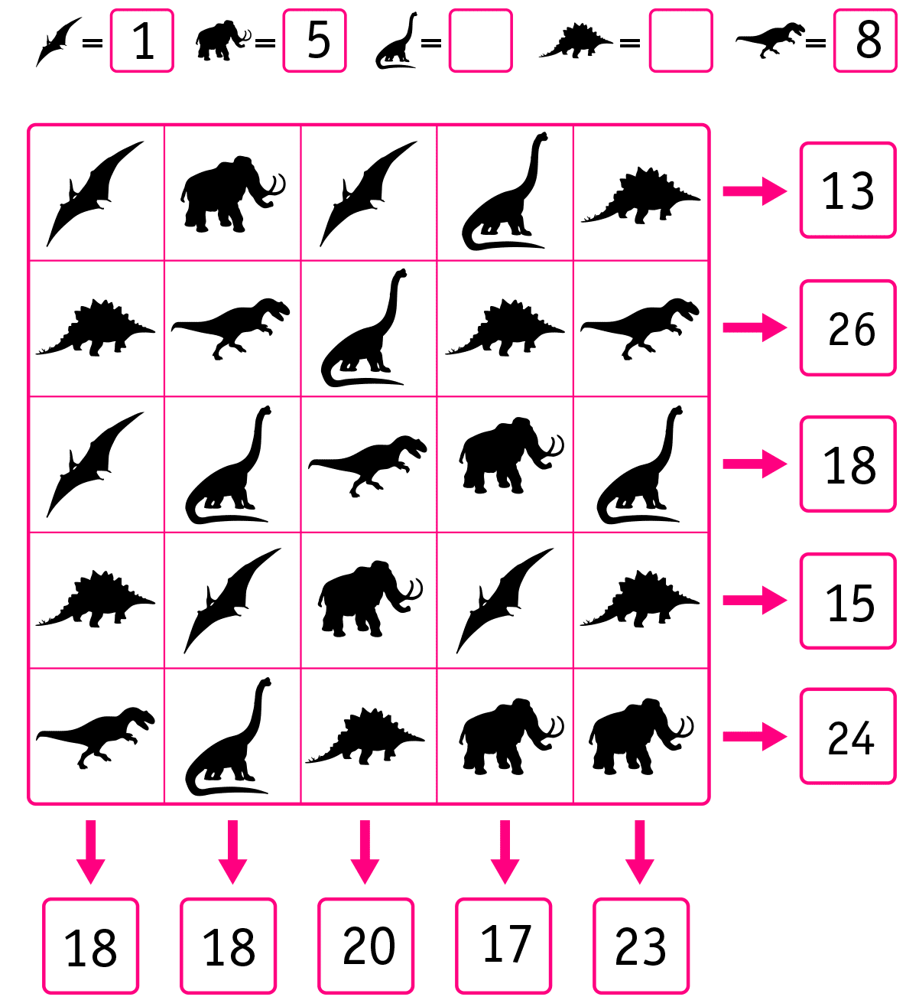 = 1 = 5 = = = 8
13
26
18
15
24
18 18 20 17 23